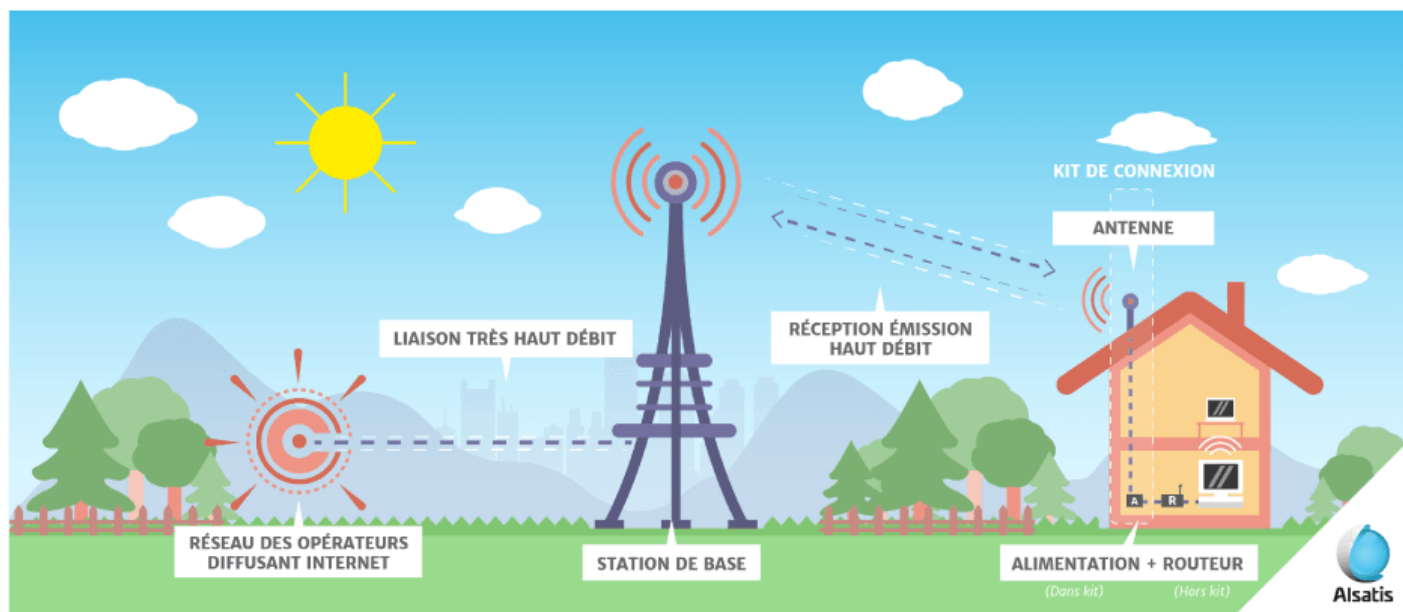 KIT DE CONNEXION
ANTENNE
LIAISON TRÈS HAUT DÉBIT
RÉCEPTION ÉMISSION
HAUT DÉBIT
A
R
RÉSEAU DES OPÉRATEURS
DIFFUSANT INTERNET
STATION DE BASE
ALIMENTATION + ROUTEUR
(Dans kit) (Hors kit)
Alsatis